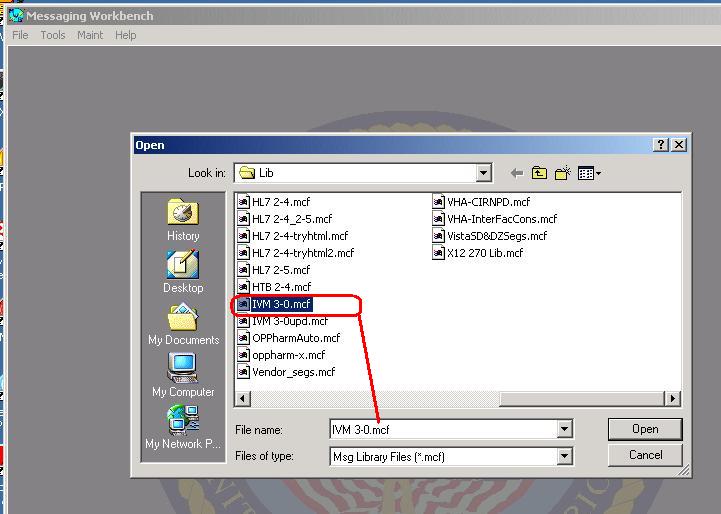 Messaging Workbench
File Tools Maint Help
Open
Look in: Lib
History
Desktop
My Documents
My Computer
My Network P...
HL7 2-4.mcf
HL7 2-4_2-5.mcf
HL7 2-4-tryhtml.mcf
HL7 2-4-tryhtml2.mcf
HL7 2-5.mcf
HTB 2-4.mcf
IVM 3-0.mcf
IVM 3-0upd.mcf
OPPharmAuto.mcf
oppharm-x.mcf
Vendor_segs.mcf
VHA-CIRNPD.mcf
VHA-InterFacCons.mcf
VistaSD&DZSegs.mcf
X12 270 Lib.mcf
File name: IVM 3-0.mcf Open
Files of type: Msg Library Files (*.mcf) Cancel